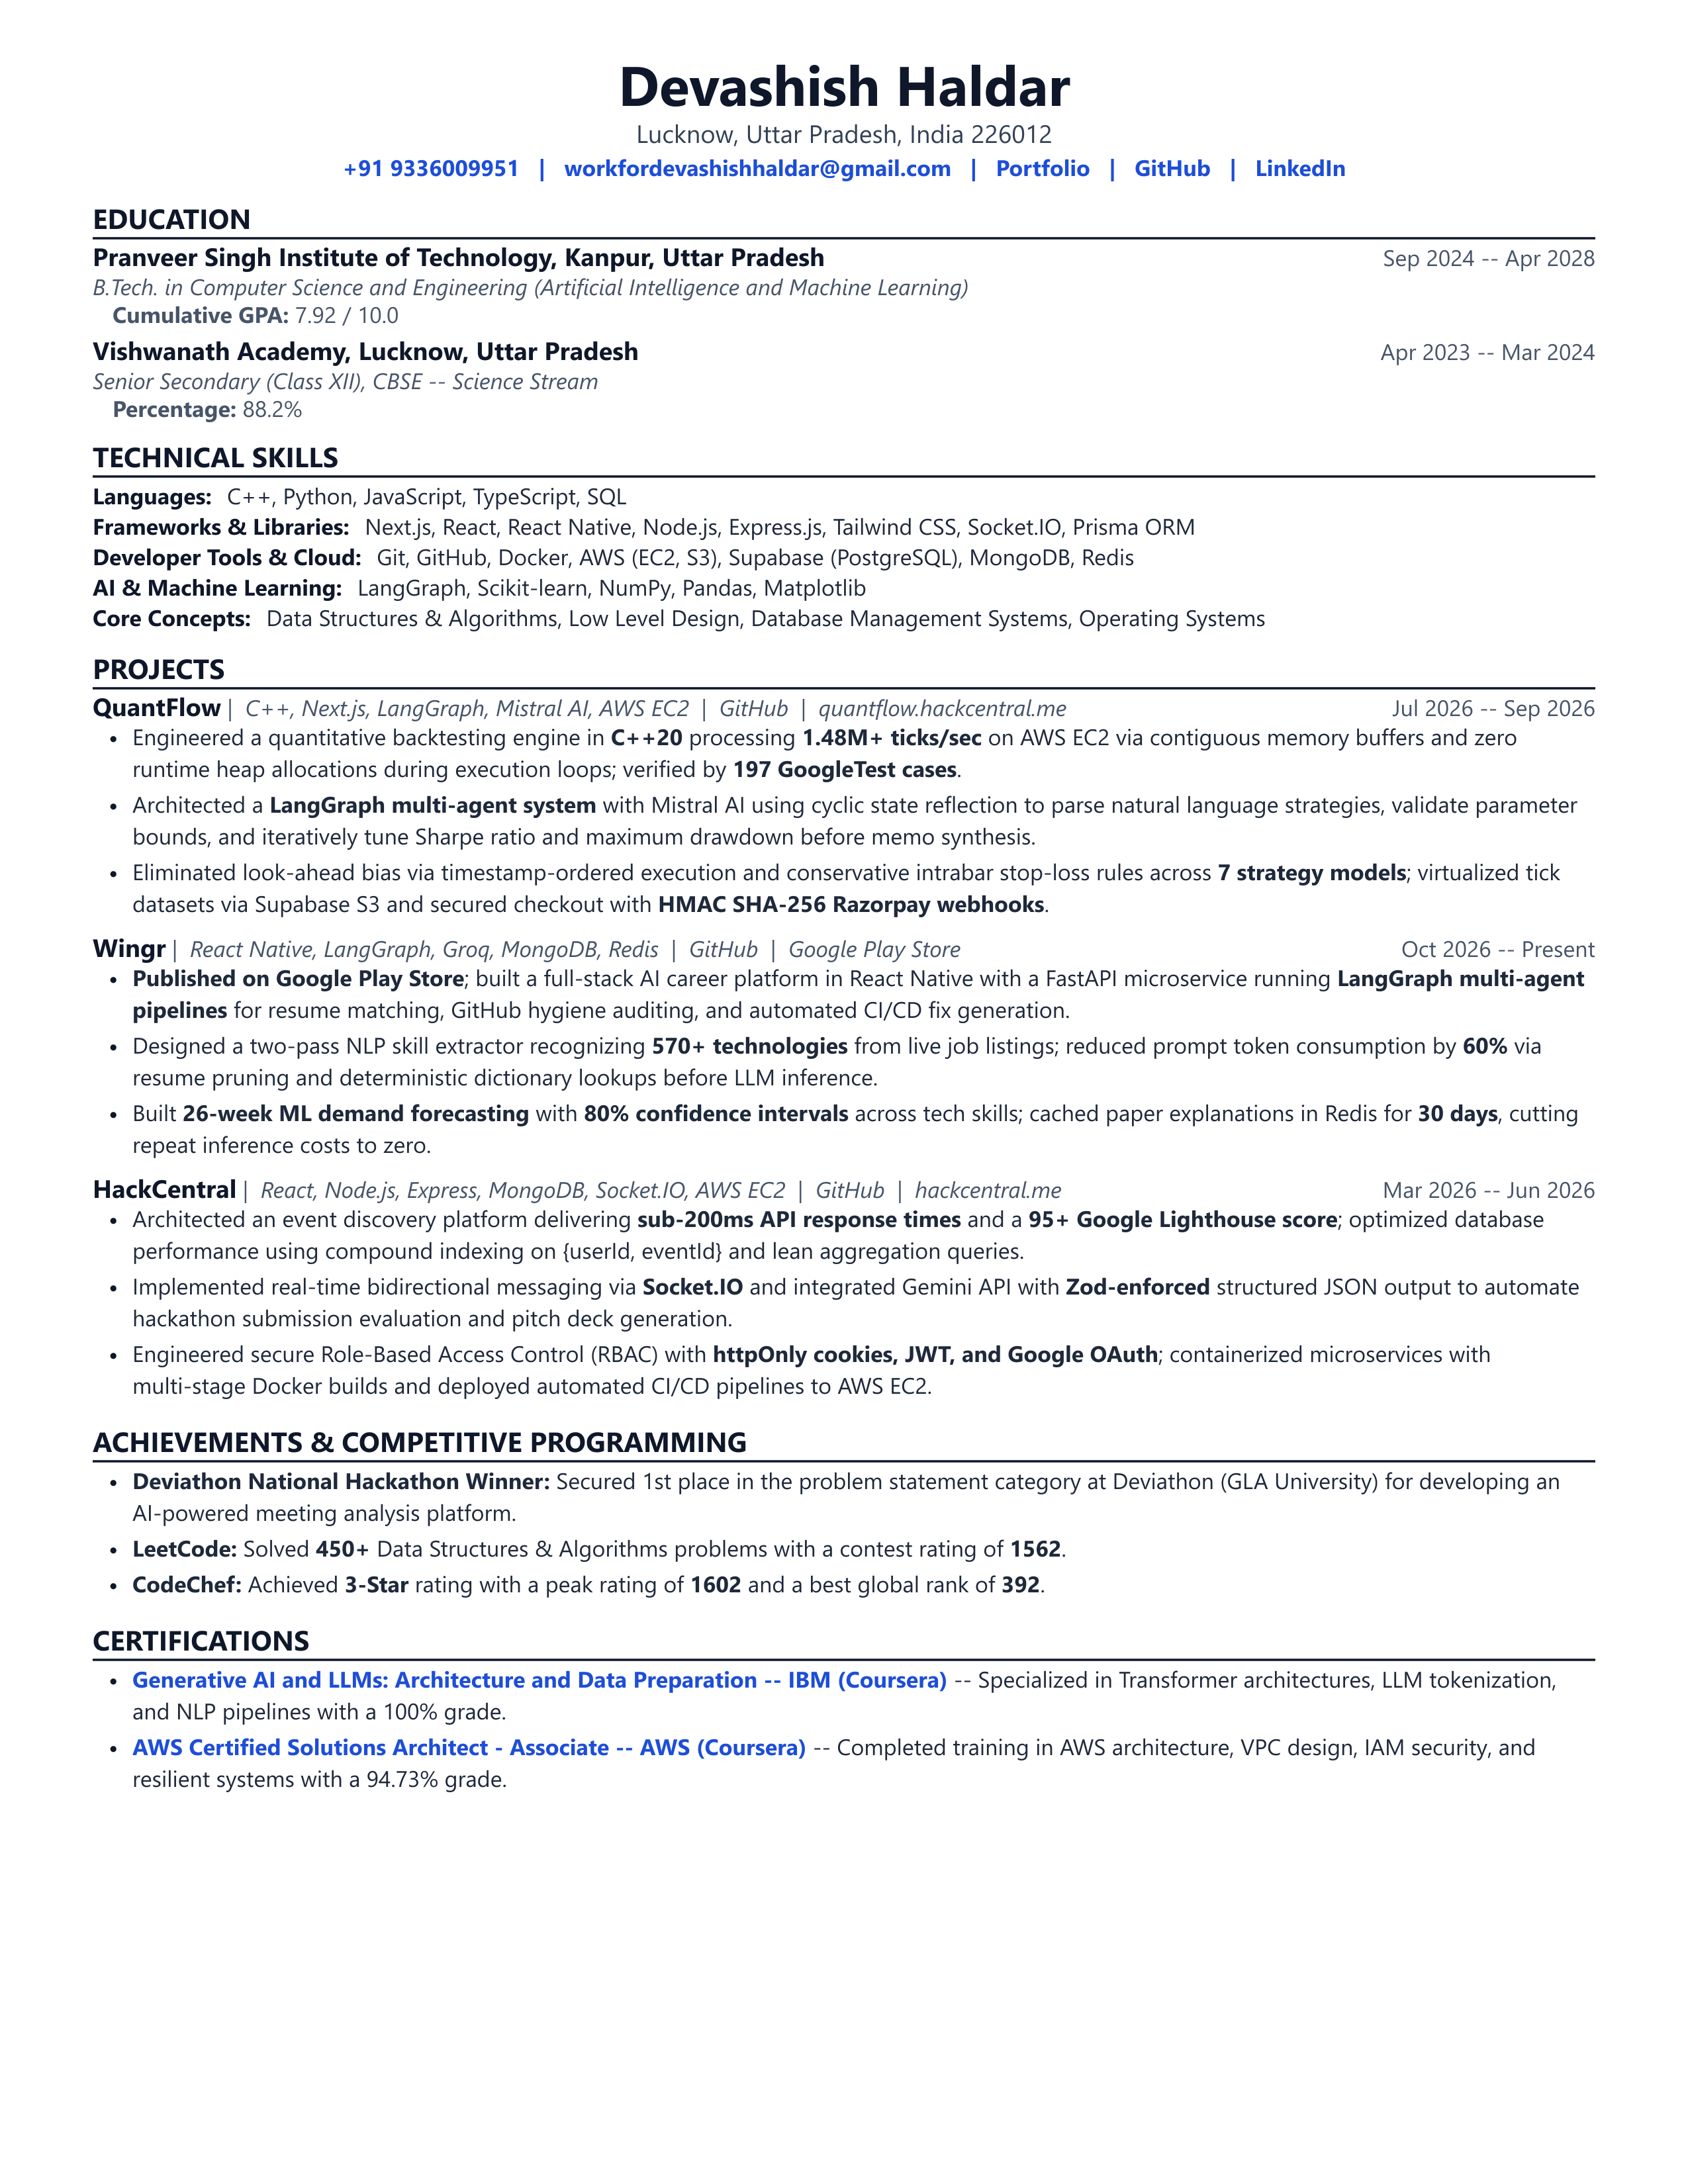 Devashish Haldar
Lucknow, Uttar Pradesh, India 226012
+91 9336009951 | workfordevashishhaldar@gmail.com | Portfolio | GitHub | LinkedIn
EDUCATION
Pranveer Singh Institute of Technology, Kanpur, Uttar Pradesh Sep 2024 -- Apr 2028
B.Tech. in Computer Science and Engineering (Artificial Intelligence and Machine Learning)
Cumulative GPA: 7.92 / 10.0
Vishwanath Academy, Lucknow, Uttar Pradesh Apr 2023 -- Mar 2024
Senior Secondary (Class XII), CBSE -- Science Stream
Percentage: 88.2%
TECHNICAL SKILLS
Languages: C++, Python, JavaScript, TypeScript, SQL
Frameworks & Libraries: Next.js, React, React Native, Node.js, Express.js, Tailwind CSS, Socket.IO, Prisma ORM
Developer Tools & Cloud: Git, GitHub, Docker, AWS (EC2, S3), Supabase (PostgreSQL), MongoDB, Redis
AI & Machine Learning: LangGraph, Scikit-learn, NumPy, Pandas, Matplotlib
Core Concepts: Data Structures & Algorithms, Low Level Design, Database Management Systems, Operating Systems
PROJECTS
QuantFlow | C++, Next.js, LangGraph, Mistral AI, AWS EC2 | GitHub | quantflow.hackcentral.me Jul 2026 -- Sep 2026
• Engineered a quantitative backtesting engine in C++20 processing 1.48M+ ticks/sec on AWS EC2 via contiguous memory buffers and zero
runtime heap allocations during execution loops; verified by 197 GoogleTest cases.
• Architected a LangGraph multi-agent system with Mistral AI using cyclic state reflection to parse natural language strategies, validate parameter
bounds, and iteratively tune Sharpe ratio and maximum drawdown before memo synthesis.
• Eliminated look-ahead bias via timestamp-ordered execution and conservative intrabar stop-loss rules across 7 strategy models; virtualized tick
datasets via Supabase S3 and secured checkout with HMAC SHA-256 Razorpay webhooks.
Wingr | React Native, LangGraph, Groq, MongoDB, Redis | GitHub | Google Play Store Oct 2026 -- Present
• Published on Google Play Store; built a full-stack AI career platform in React Native with a FastAPI microservice running LangGraph multi-agent
pipelines for resume matching, GitHub hygiene auditing, and automated CI/CD fix generation.
• Designed a two-pass NLP skill extractor recognizing 570+ technologies from live job listings; reduced prompt token consumption by 60% via
resume pruning and deterministic dictionary lookups before LLM inference.
• Built 26-week ML demand forecasting with 80% confidence intervals across tech skills; cached paper explanations in Redis for 30 days, cutting
repeat inference costs to zero.
HackCentral | React, Node.js, Express, MongoDB, Socket.IO, AWS EC2 | GitHub | hackcentral.me Mar 2026 -- Jun 2026
• Architected an event discovery platform delivering sub-200ms API response times and a 95+ Google Lighthouse score; optimized database
performance using compound indexing on {userId, eventId} and lean aggregation queries.
• Implemented real-time bidirectional messaging via Socket.IO and integrated Gemini API with Zod-enforced structured JSON output to automate
hackathon submission evaluation and pitch deck generation.
• Engineered secure Role-Based Access Control (RBAC) with httpOnly cookies, JWT, and Google OAuth; containerized microservices with
multi-stage Docker builds and deployed automated CI/CD pipelines to AWS EC2.
ACHIEVEMENTS & COMPETITIVE PROGRAMMING
• Deviathon National Hackathon Winner: Secured 1st place in the problem statement category at Deviathon (GLA University) for developing an
AI-powered meeting analysis platform.
• LeetCode: Solved 450+ Data Structures & Algorithms problems with a contest rating of 1562.
• CodeChef: Achieved 3-Star rating with a peak rating of 1602 and a best global rank of 392.
CERTIFICATIONS
• Generative AI and LLMs: Architecture and Data Preparation -- IBM (Coursera) -- Specialized in Transformer architectures, LLM tokenization,
and NLP pipelines with a 100% grade.
• AWS Certified Solutions Architect - Associate -- AWS (Coursera) -- Completed training in AWS architecture, VPC design, IAM security, and
resilient systems with a 94.73% grade.